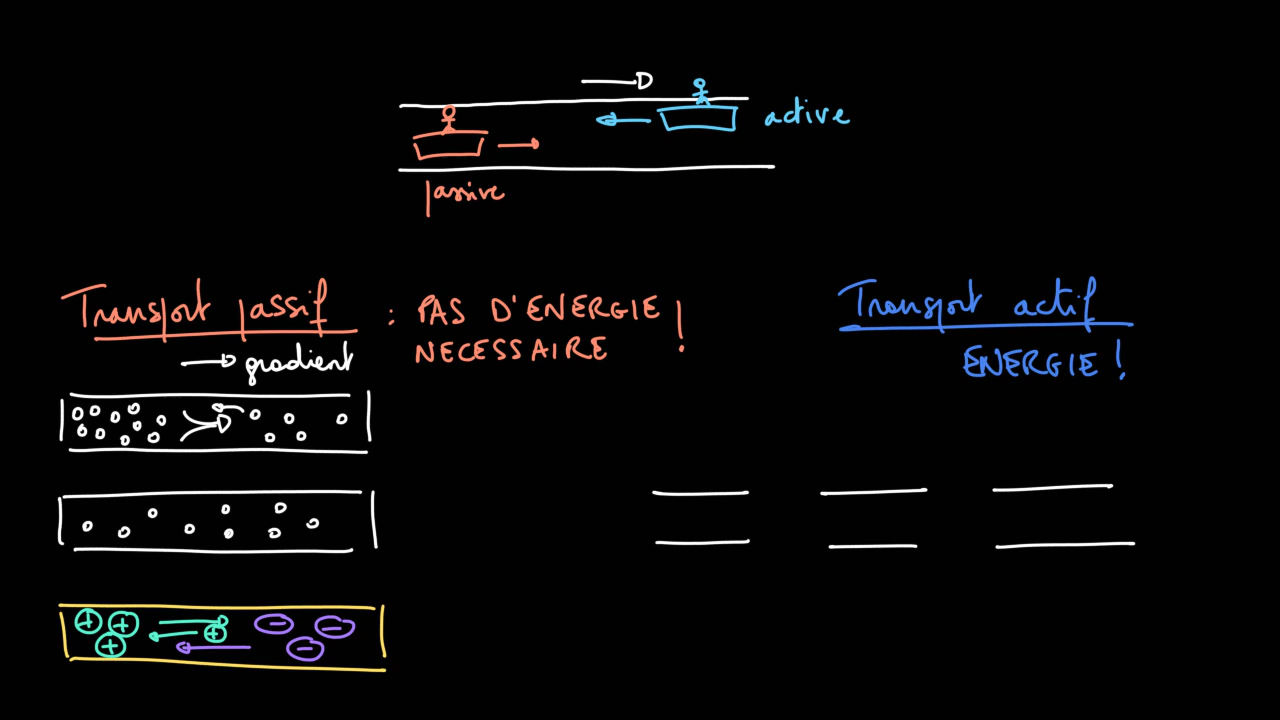 active
passive
Transport passif : PAS D'ENERGIE
NECESSAIRE !
→ gradient
Transport actif
ENERGIE !
+ + + - - -
+ -